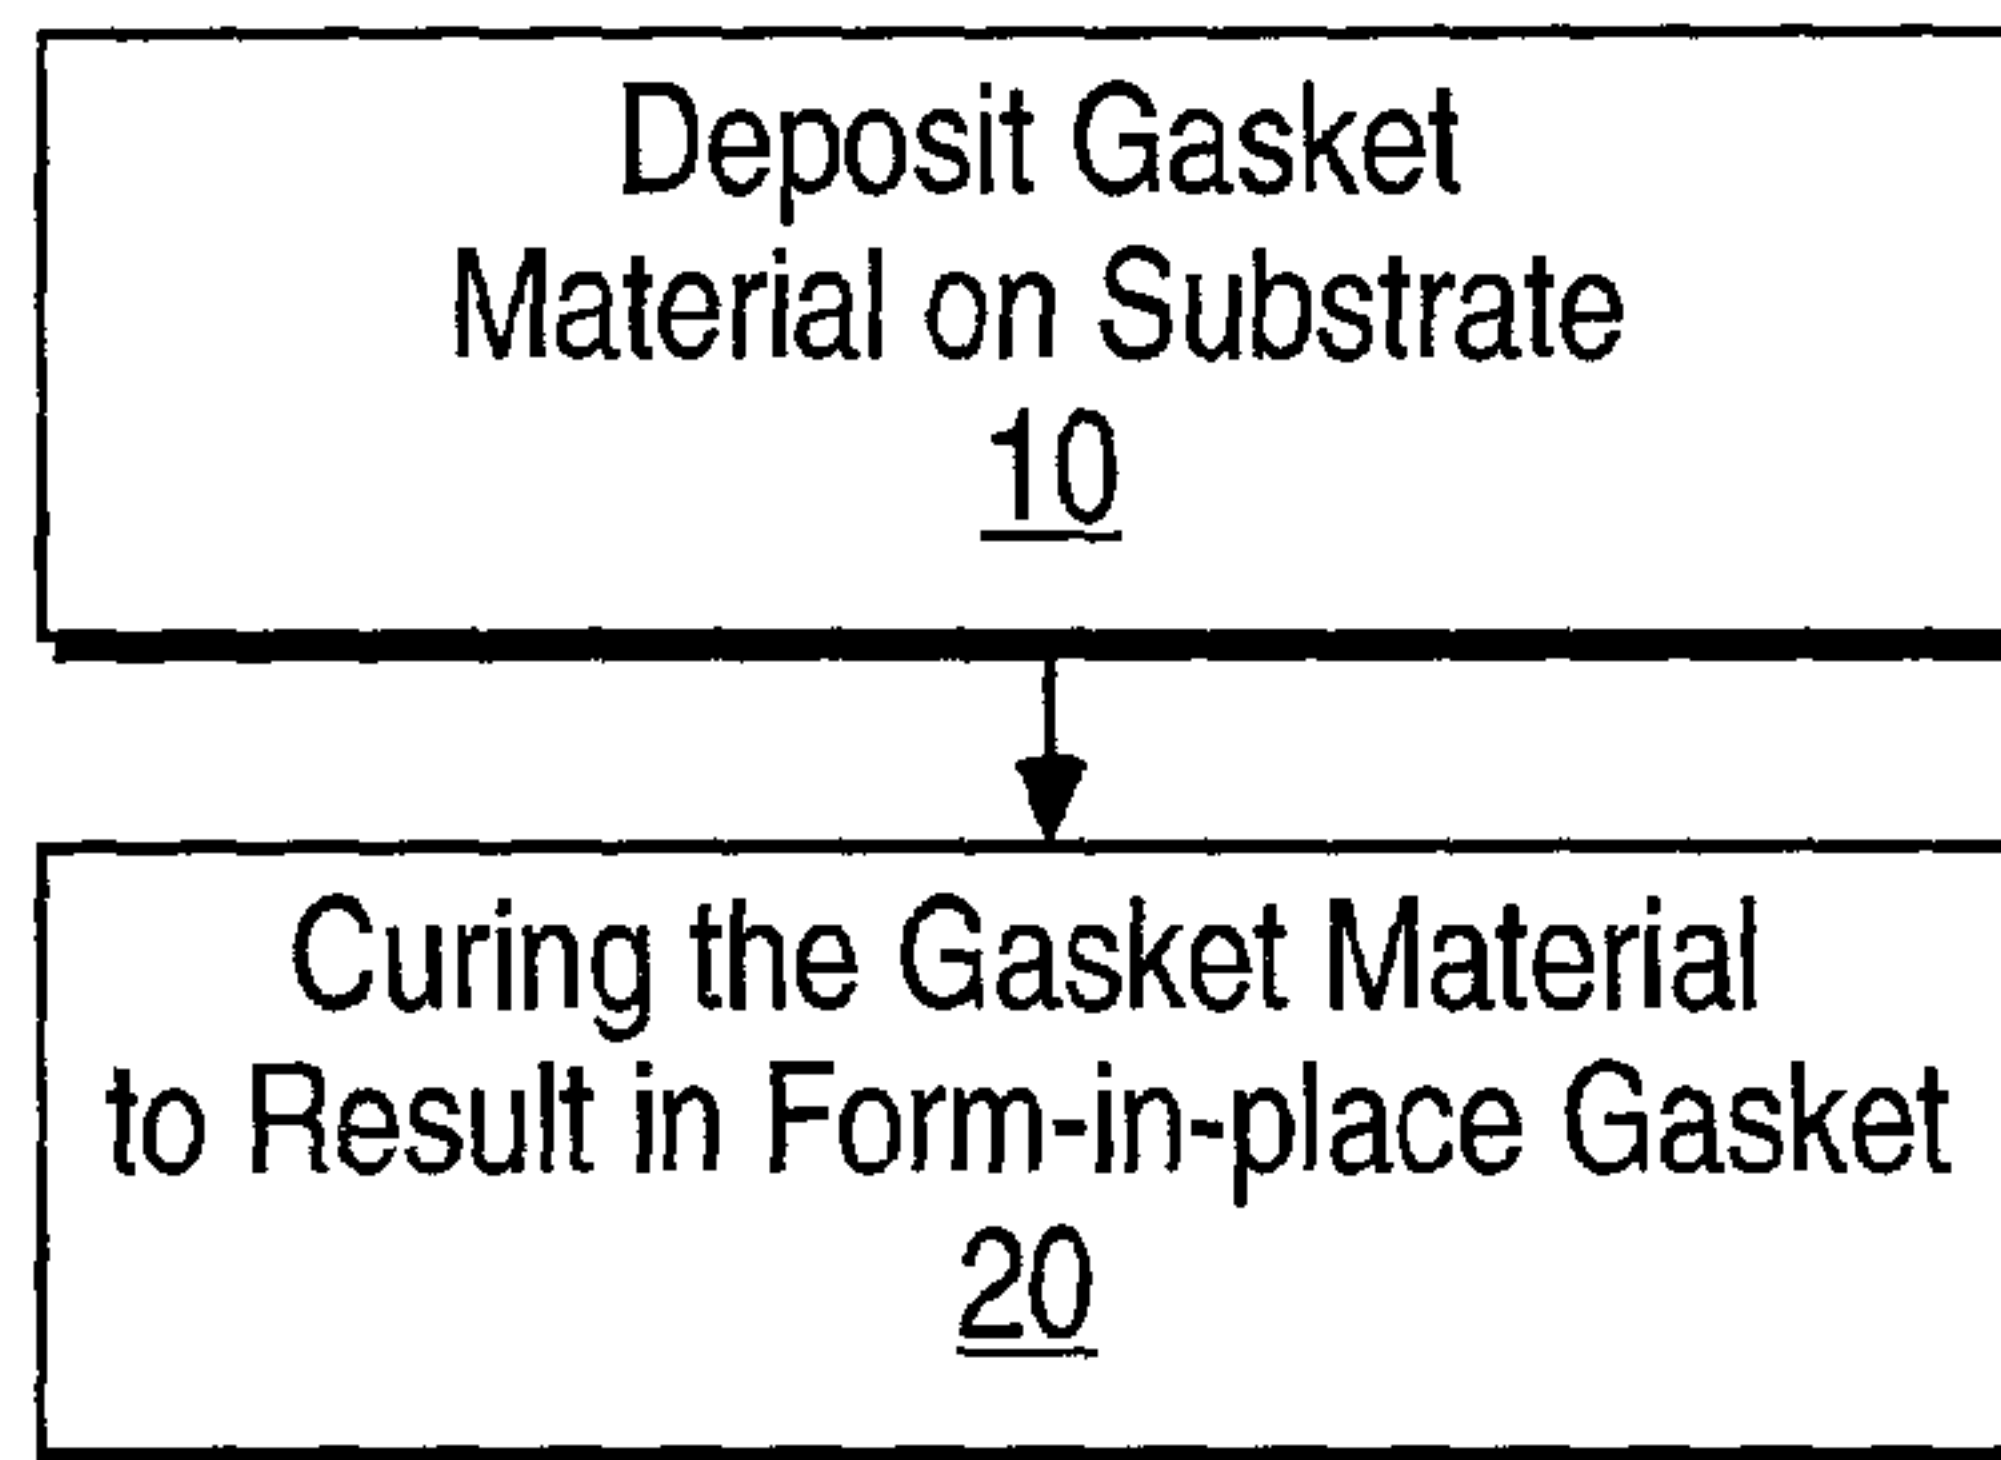 Deposit Gasket
Material on Substrate
10
Curing the Gasket Material
to Result in Form-in-place Gasket
20